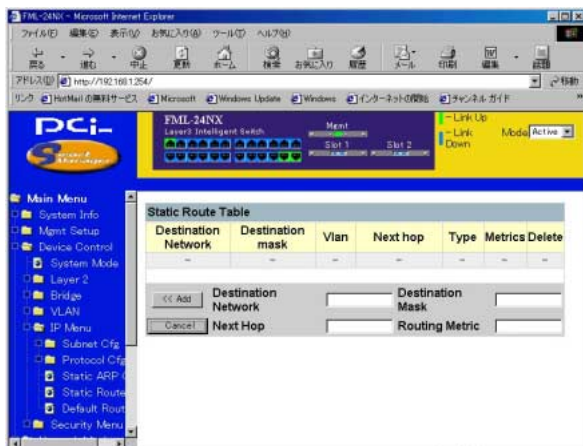 FML-24NX - Microsoft Internet Explorer
ファイル(F) 編集(E) 表示(V) お気に入り(A) ツール(T) ヘルプ(H)
戻る 進む 中止 更新 ホーム 検索 お気に入り 履歴 メール 印刷 編集
アドレス(D) http://192.168.1.254/ 移動
リンク HotMail の無料サービス Microsoft Windows Update Windows インターネットの開始 チャンネル ガイド
PCi
FML-24NX
Layer3 Intelligent Switch
Mgmt
Slot 1 Slot 2
Link Up
Link Down
Mode Active
Main Menu
System Info
Mgmt Setup
Device Control
System Mode
Layer 2
Bridge
VLAN
IP Menu
Subnet Cfg
Protocol Cfg
Static ARP
Static Route
Default Rout
Security Menu
Static Route Table
Destination Network Destination mask Vlan Next hop Type Metrics Delete
-- -- -- -- -- -- --
<< Add Destination Network Destination Mask
Cancel Next Hop Routing Metric